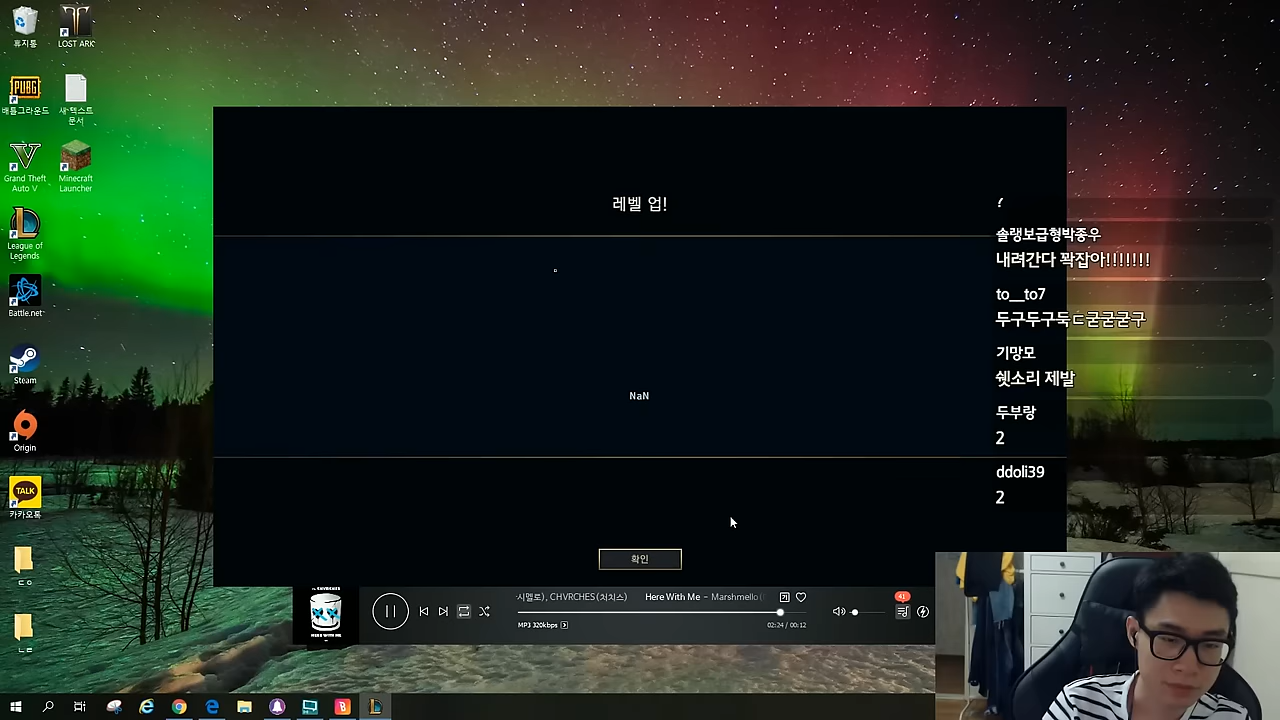 휴지통
LOST ARK
PUBG
배틀그라운드
새 텍스트
문서
Grand Theft
Auto V
Minecraft
Launcher
League of
Legends
Battle.net
Steam
Origin
TALK
카카오톡
ㄷㅇ
ㄴㄹ
레벨 업!
NaN
확인
솔랭보급형박종우
내려간다 꽉잡아!!!!!!!
to__to7
두구두구둑ㄷ굳굳굳구
기망모
쉣소리 제발
두부랑
2
ddoli39
2
시멜로), CHVRCHES(처치스)
Here With Me – Marshmello (
MP3 320kbps
02:24 / 00:12
41